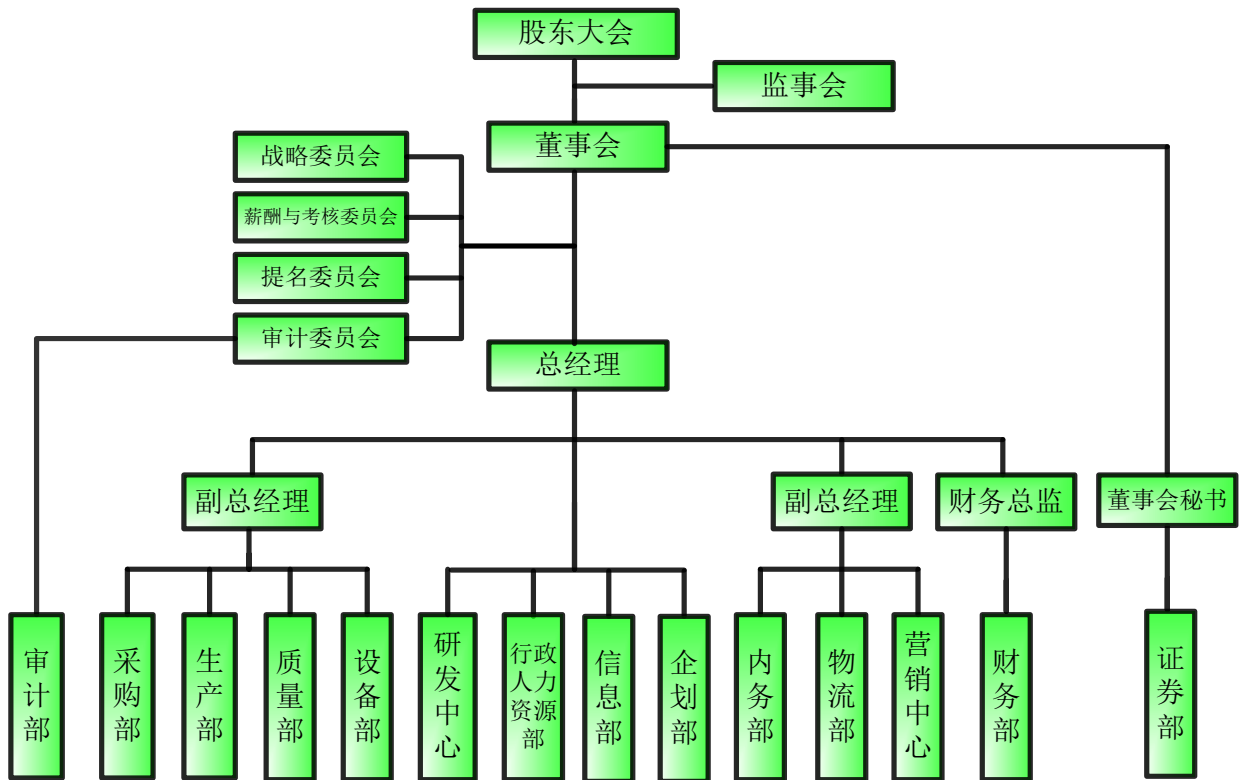 股东大会
监事会
董事会
战略委员会
薪酬与考核委员会
提名委员会
审计委员会
总经理
副总经理
副总经理
财务总监
董事会秘书
审计部
采购部
生产部
质量部
设备部
研发中心
行政人力资源部
信息部
企划部
内务部
物流部
营销中心
财务部
证券部